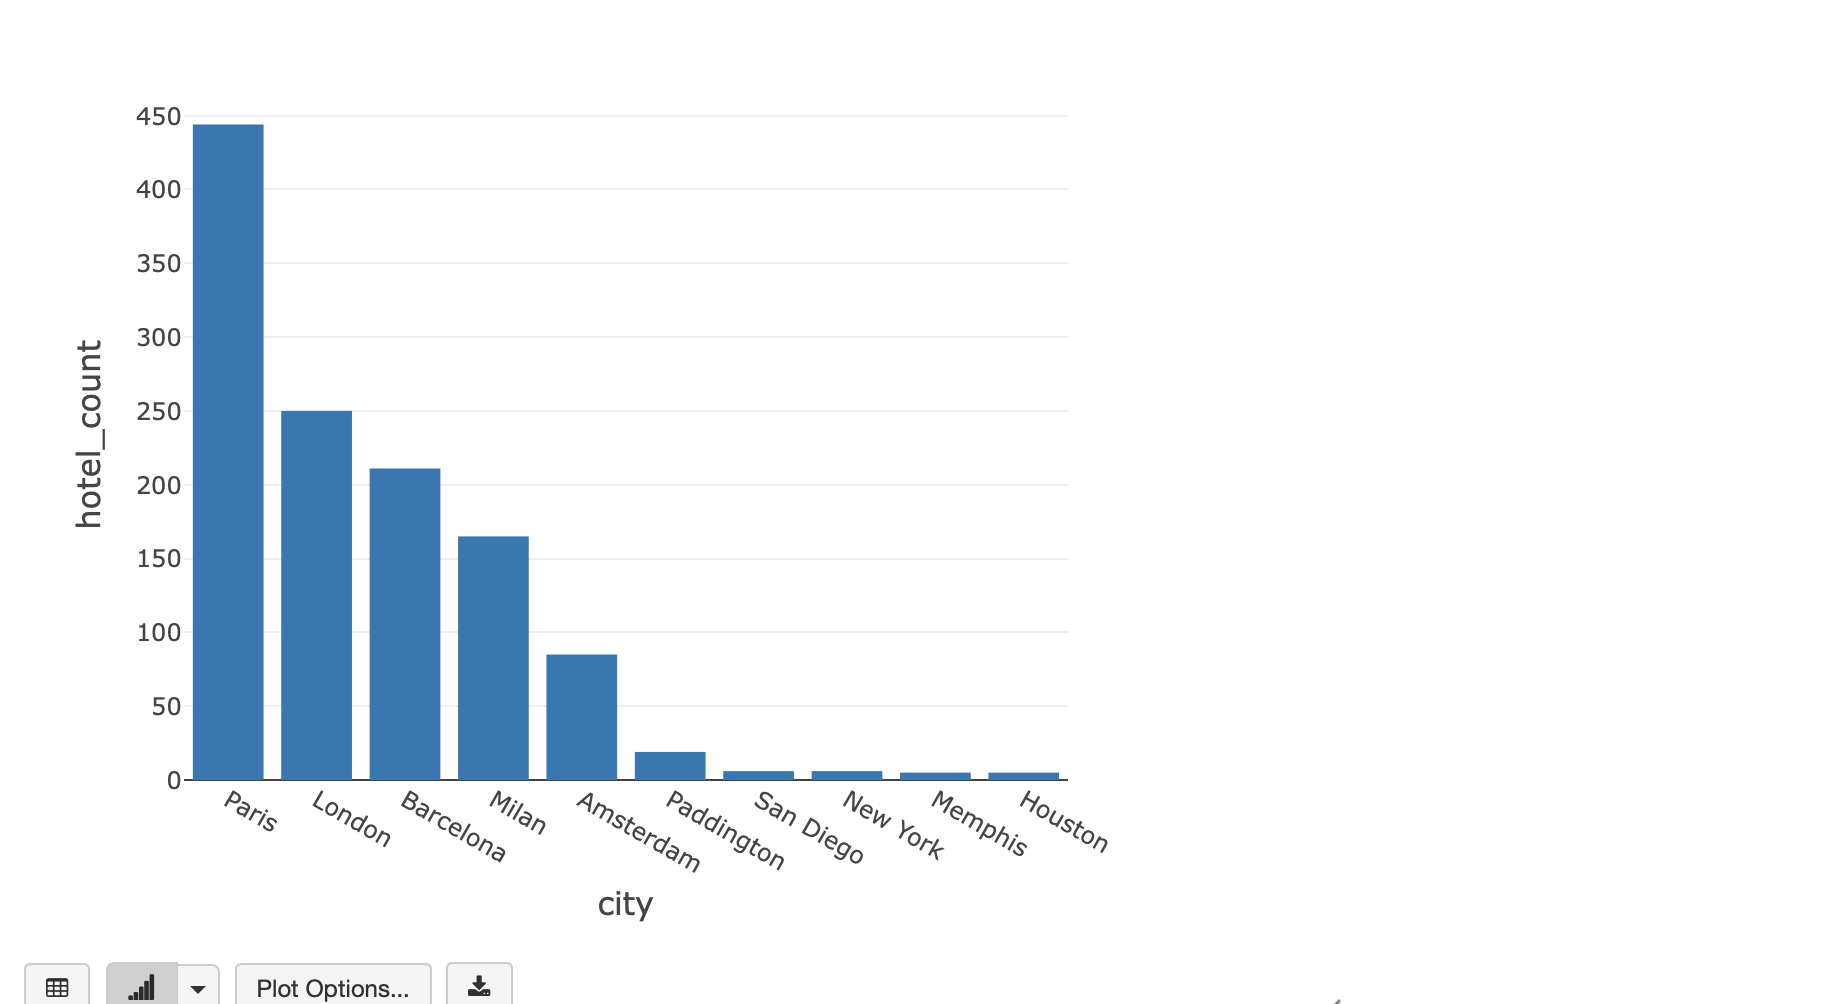 450
400
350
300
250
200
150
100
50
0
hotel_count
Paris
London
Barcelona
Milan
Amsterdam
Paddington
San Diego
New York
Memphis
Houston
city
Plot Options...